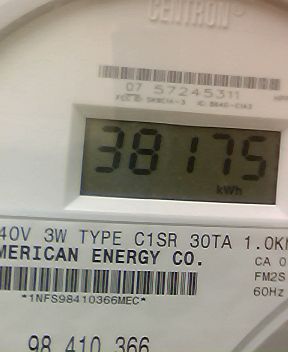 CENTRON®
07 57245311
38175
kWh
40V 3W TYPE C1SR 30TA 1.0K
MERICAN ENERGY CO.
CA 0
FM2S
60Hz
*1NFS98410366MEC*
98 410 366